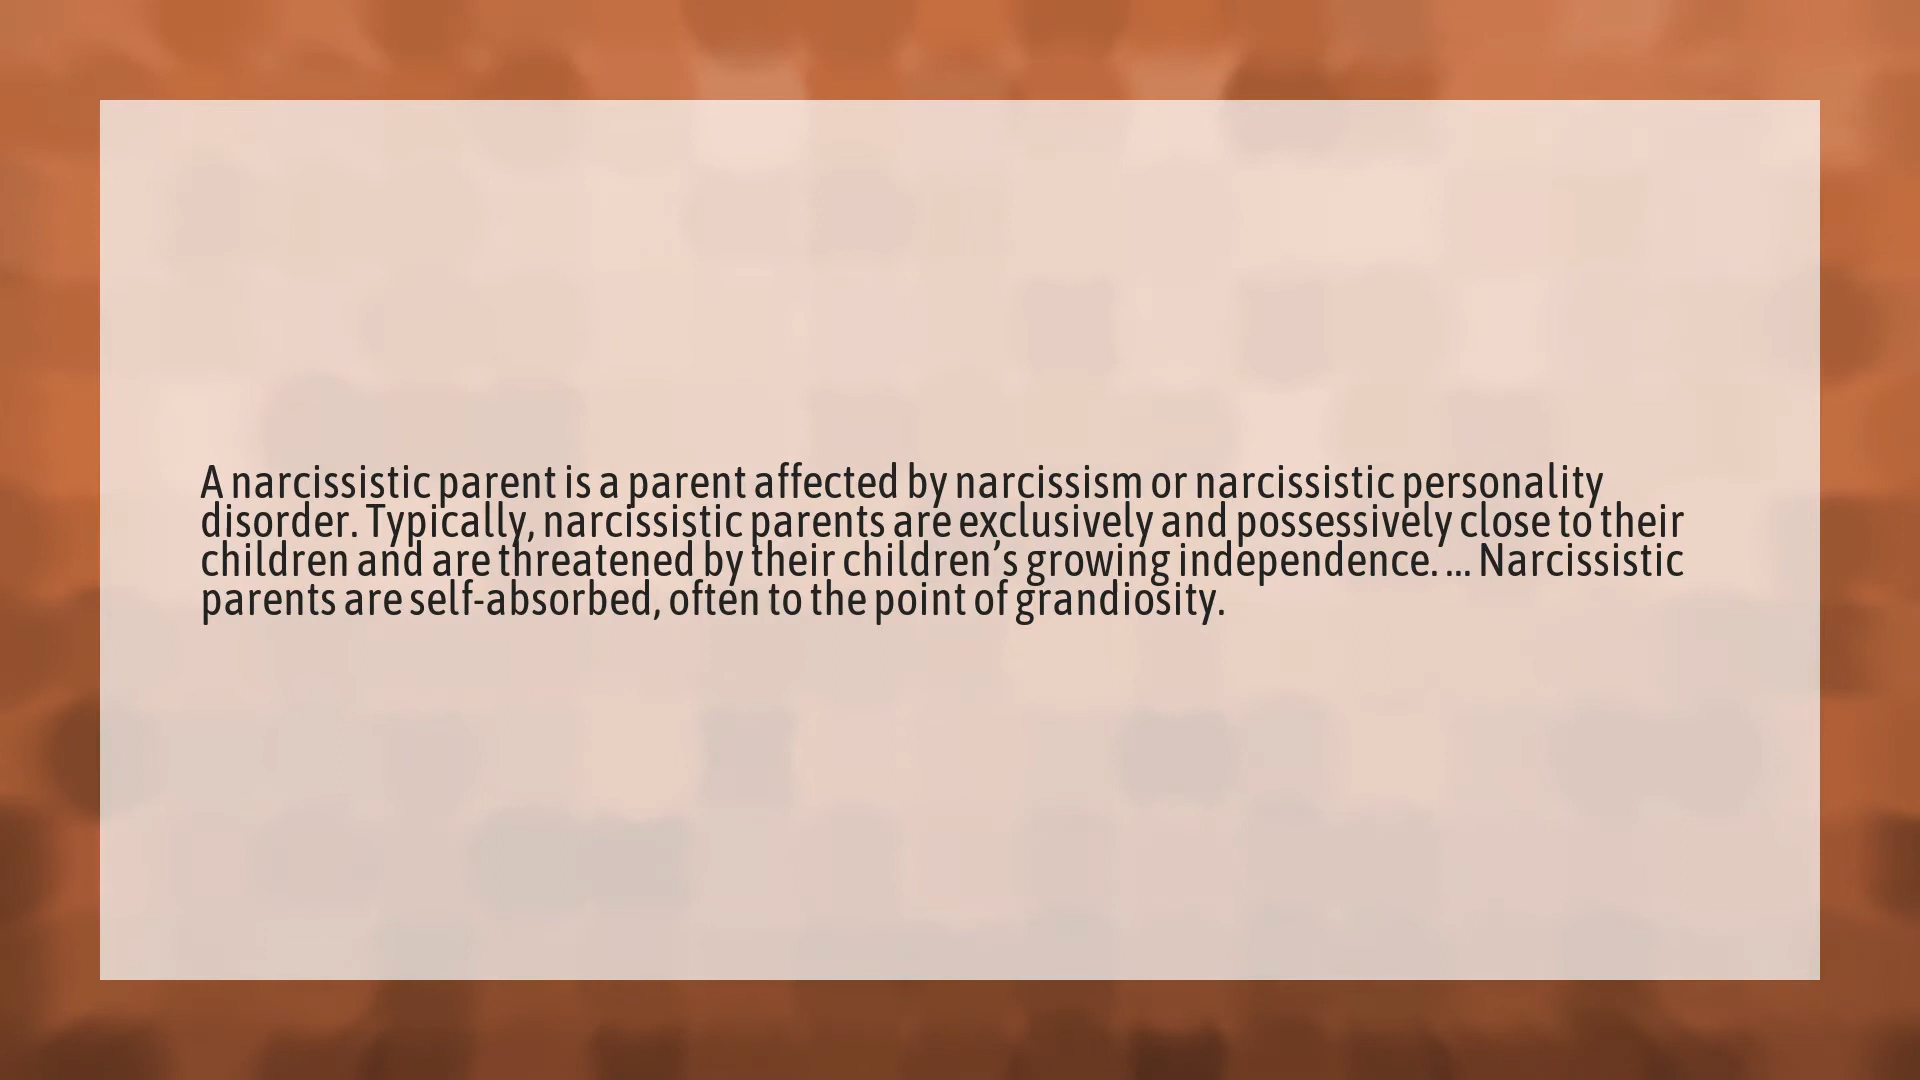 A narcissistic parent is a parent affected by narcissism or narcissistic personality
disorder. Typically, narcissistic parents are exclusively and possessively close to their
children and are threatened by their children’s growing independence. ... Narcissistic
parents are self-absorbed, often to the point of grandiosity.